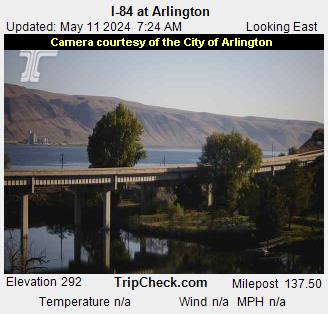 I-84 at Arlington
Updated: May 11 2024 7:24 AM Looking East
Camera courtesy of the City of Arlington
Elevation 292 TripCheck.com Milepost 137.50
Temperature n/a Wind n/a MPH n/a